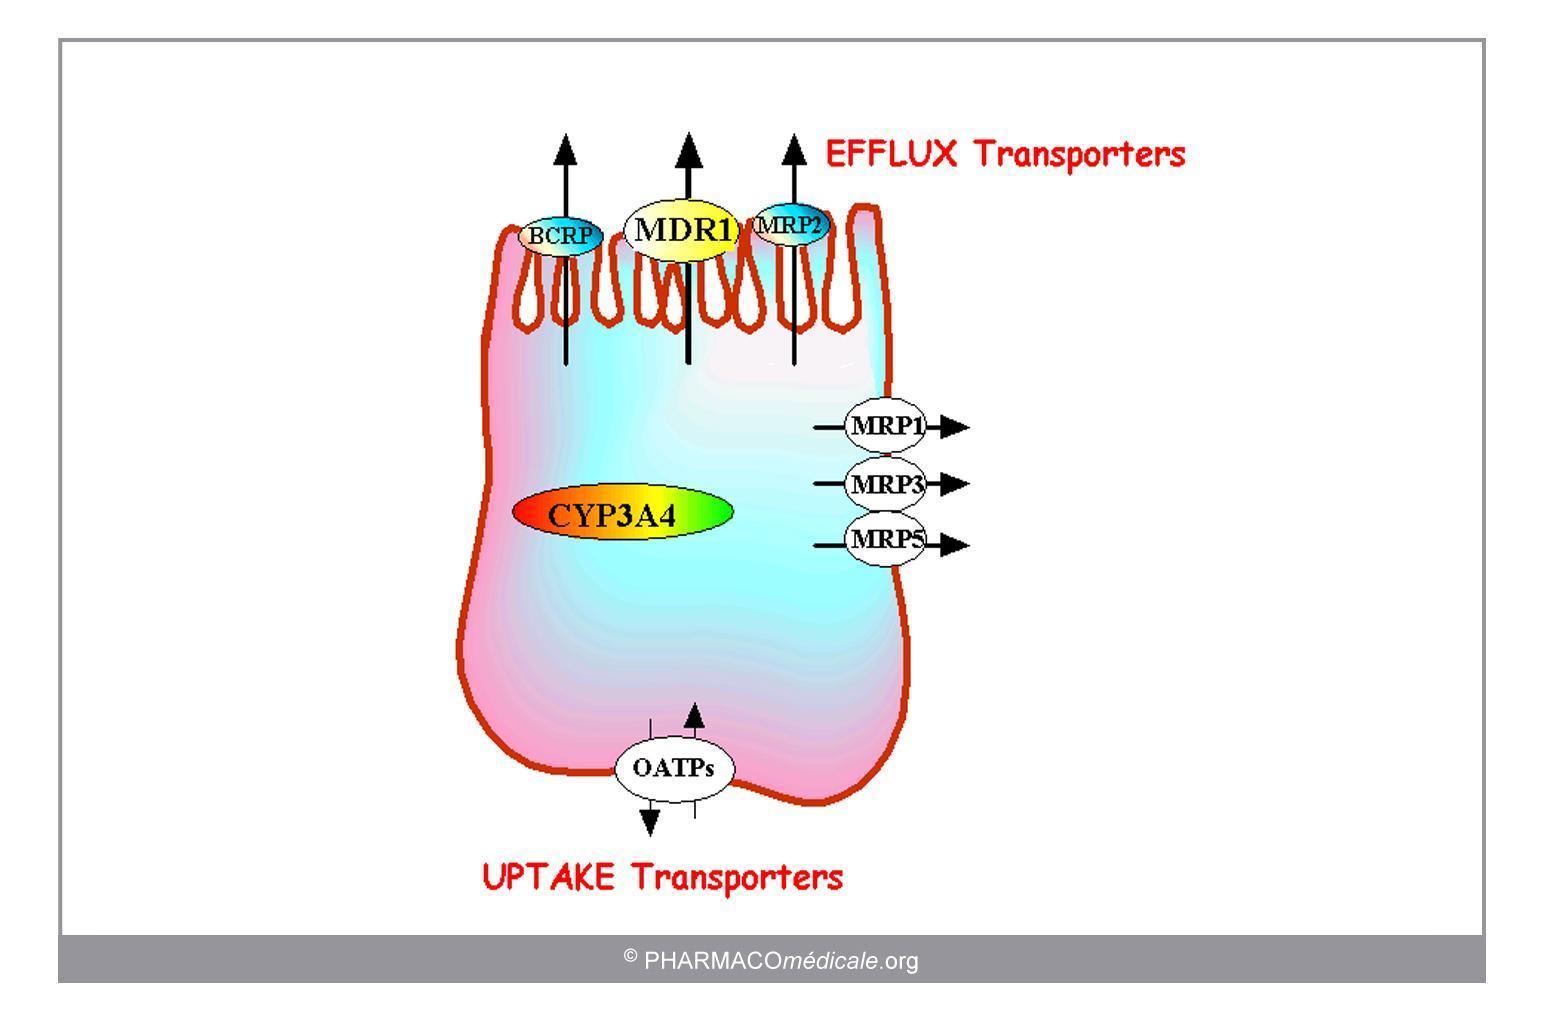 EFFLUX Transporters
BCRP
MDR1
MRP2
MRP1
MRP3
CYP3A4
MRP5
OATPs
UPTAKE Transporters
© PHARMACOmédicale.org